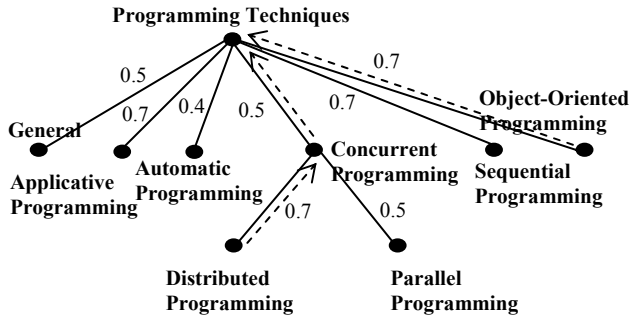 Programming Techniques
0.5
0.7
0.4
0.5
0.7
0.7
General
Object-Oriented
Programming
Applicative
Programming
Automatic
Programming
Concurrent
Programming
Sequential
Programming
0.7
0.5
Distributed
Programming
Parallel
Programming